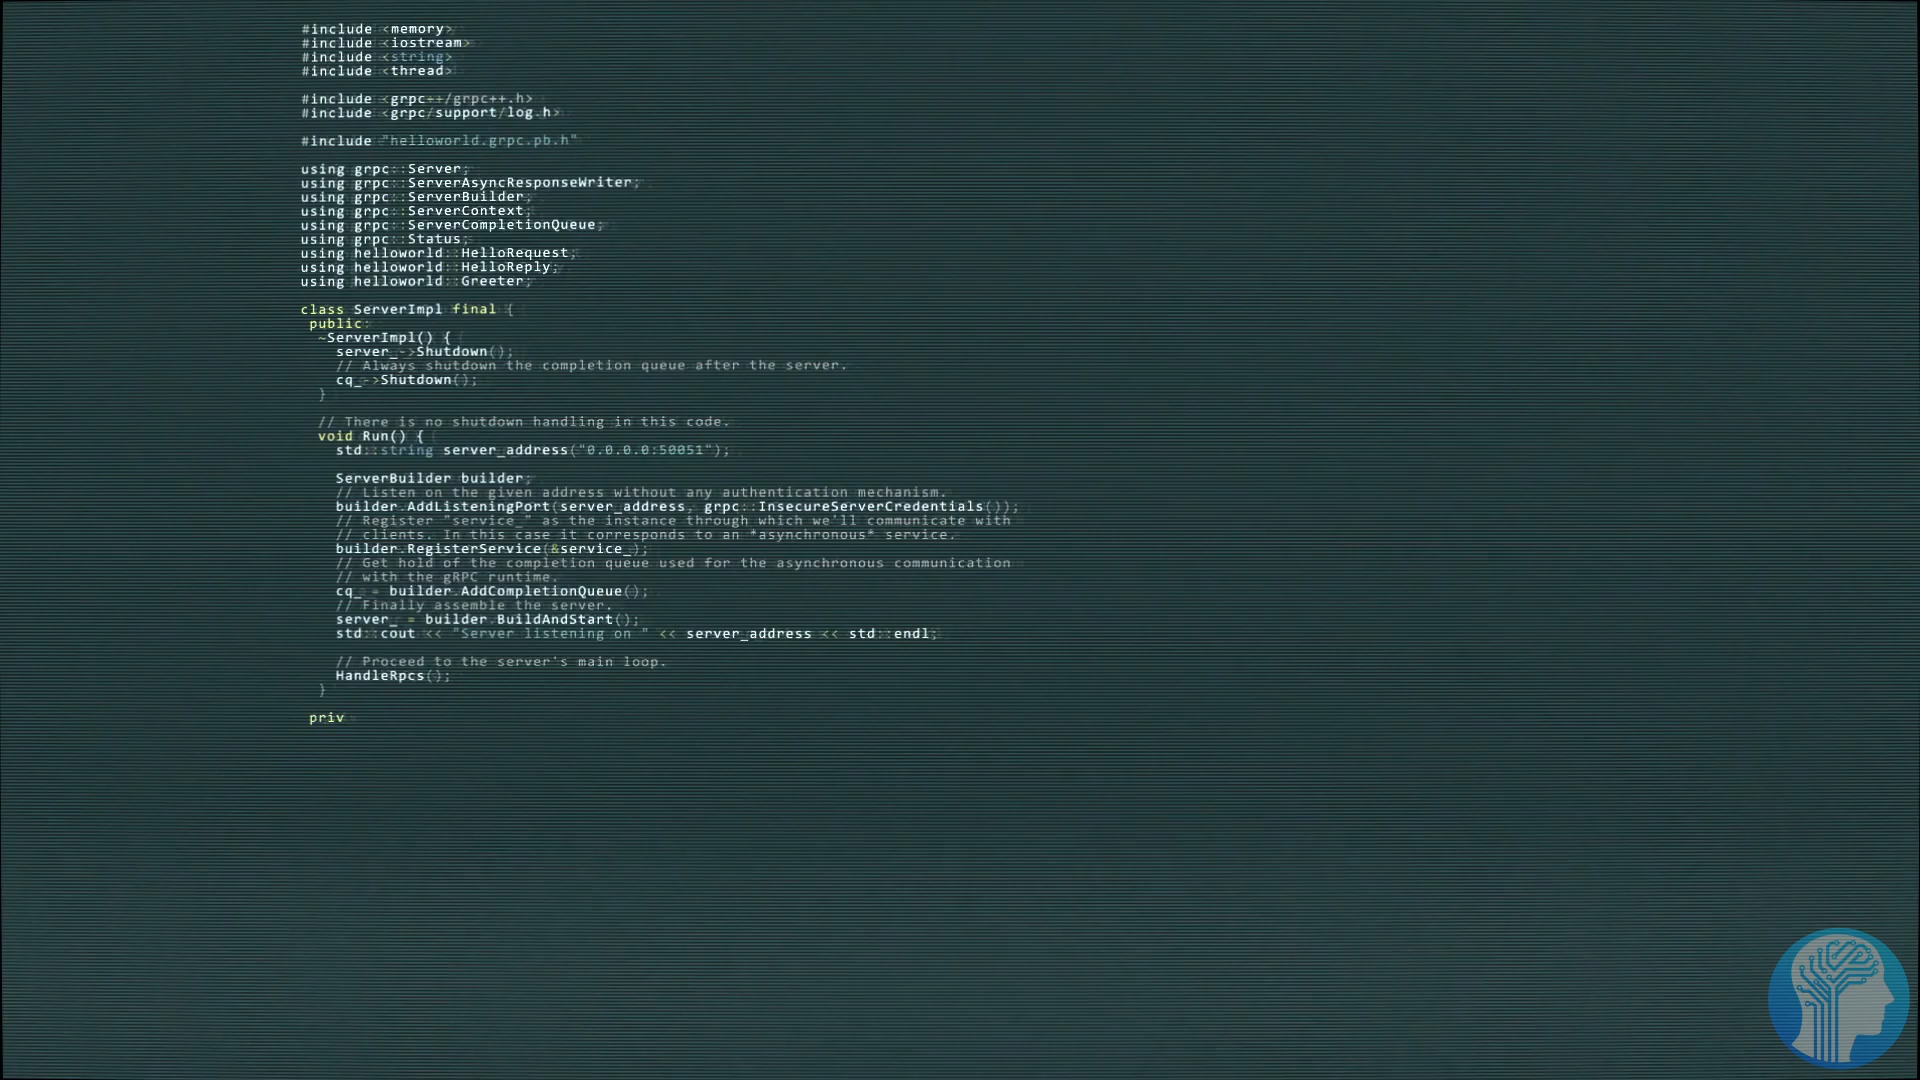 #include <memory>
#include <iostream>
#include <string>
#include <thread>
#include <grpc++/grpc++.h>
#include <grpc/support/log.h>
#include "helloworld.grpc.pb.h"
using grpc::Server;
using grpc::ServerAsyncResponseWriter;
using grpc::ServerBuilder;
using grpc::ServerContext;
using grpc::ServerCompletionQueue;
using grpc::Status;
using helloworld::HelloRequest;
using helloworld::HelloReply;
using helloworld::Greeter;
class ServerImpl final {
public:
~ServerImpl() {
server_->Shutdown();
// Always shutdown the completion queue after the server.
cq_->Shutdown();
}
// There is no shutdown handling in this code.
void Run() {
std::string server_address("0.0.0.0:50051");
ServerBuilder builder;
// Listen on the given address without any authentication mechanism.
builder.AddListeningPort(server_address, grpc::InsecureServerCredentials());
// Register "service_" as the instance through which we'll communicate with
// clients. In this case it corresponds to an *asynchronous* service.
builder.RegisterService(&service_);
// Get hold of the completion queue used for the asynchronous communication
// with the gRPC runtime.
cq_ = builder.AddCompletionQueue();
// Finally assemble the server.
server_ = builder.BuildAndStart();
std::cout << "Server listening on " << server_address << std::endl;
// Proceed to the server's main loop.
HandleRpcs();
}
priv